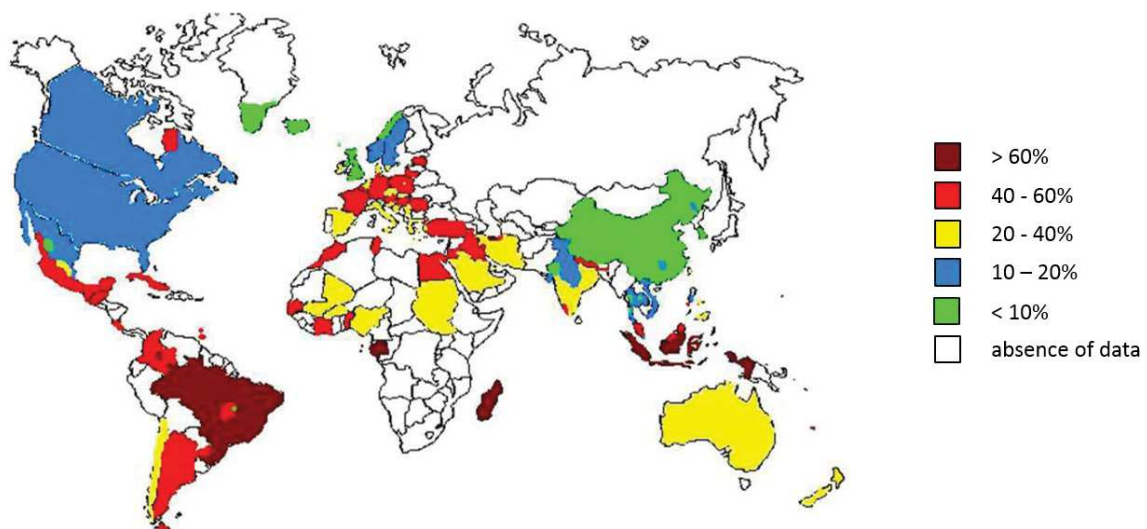 > 60%
40 - 60%
20 - 40%
10 – 20%
< 10%
absence of data